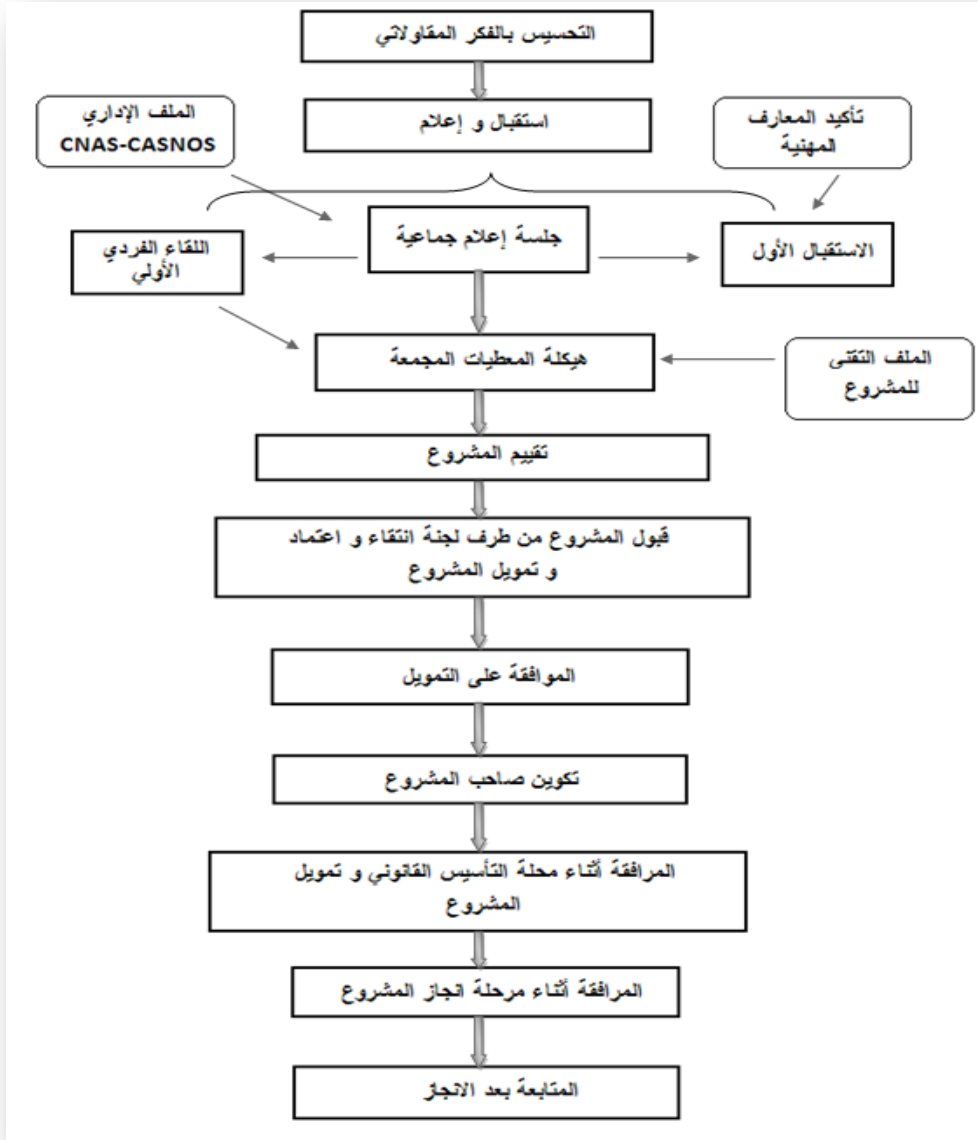 التحسيس بالفكر المقاولاتي
استقبال و إعلام
تأكيد المعارف
المهنية
الملف الإداري
CNAS-CASNOS
الاستقبال الأول
جلسة إعلام جماعية
اللقاء الفردي
الأولي
هيكلة المعطيات المجمعة
الملف التقني
للمشروع
تقييم المشروع
قبول المشروع من طرف لجنة انتقاء و اعتماد
و تمويل المشروع
الموافقة على التمويل
تكوين صاحب المشروع
المرافقة أثناء محلة التأسيس القانوني و تمويل
المشروع
المرافقة أثناء مرحلة انجاز المشروع
المتابعة بعد الانجاز